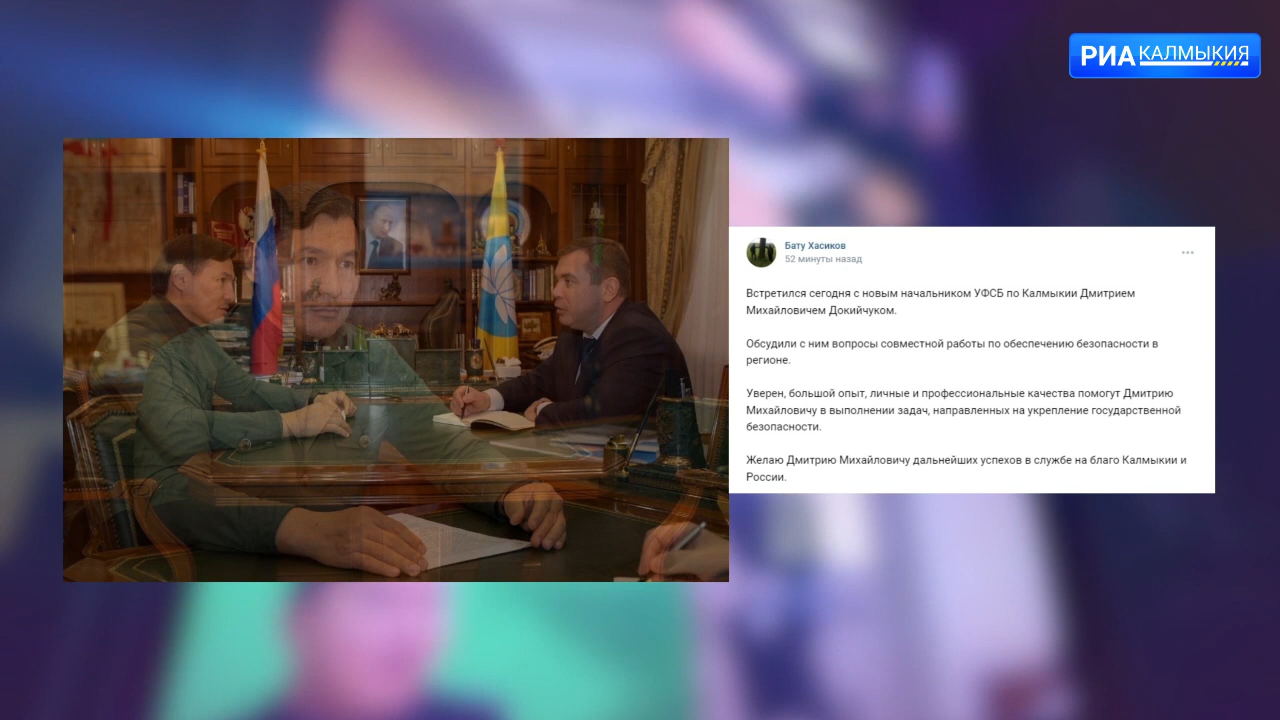 РИА КАЛМЫКИЯ
Бату Хасиков
52 минуты назад
Встретился сегодня с новым начальником УФСБ по Калмыкии Дмитрием
Михайловичем Докийчуком.
Обсудили с ним вопросы совместной работы по обеспечению безопасности в
регионе.
Уверен, большой опыт, личные и профессиональные качества помогут Дмитрию
Михайловичу в выполнении задач, направленных на укрепление государственной
безопасности.
Желаю Дмитрию Михайловичу дальнейших успехов в службе на благо Калмыкии и
России.